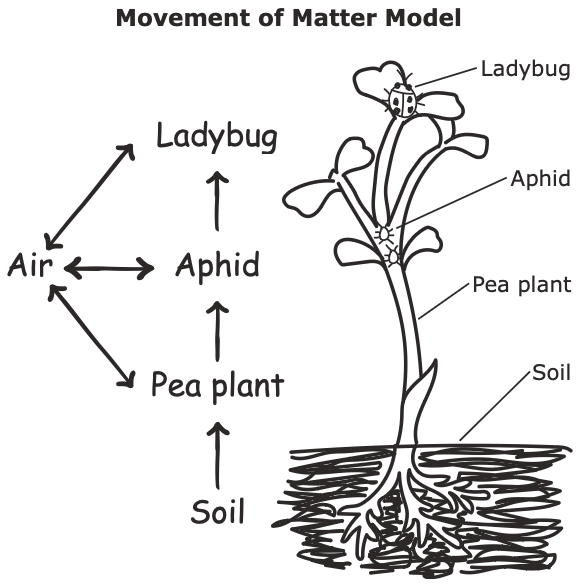 Movement of Matter Model
Ladybug
Air
Aphid
Pea plant
Soil
Ladybug
Aphid
Pea plant
Soil